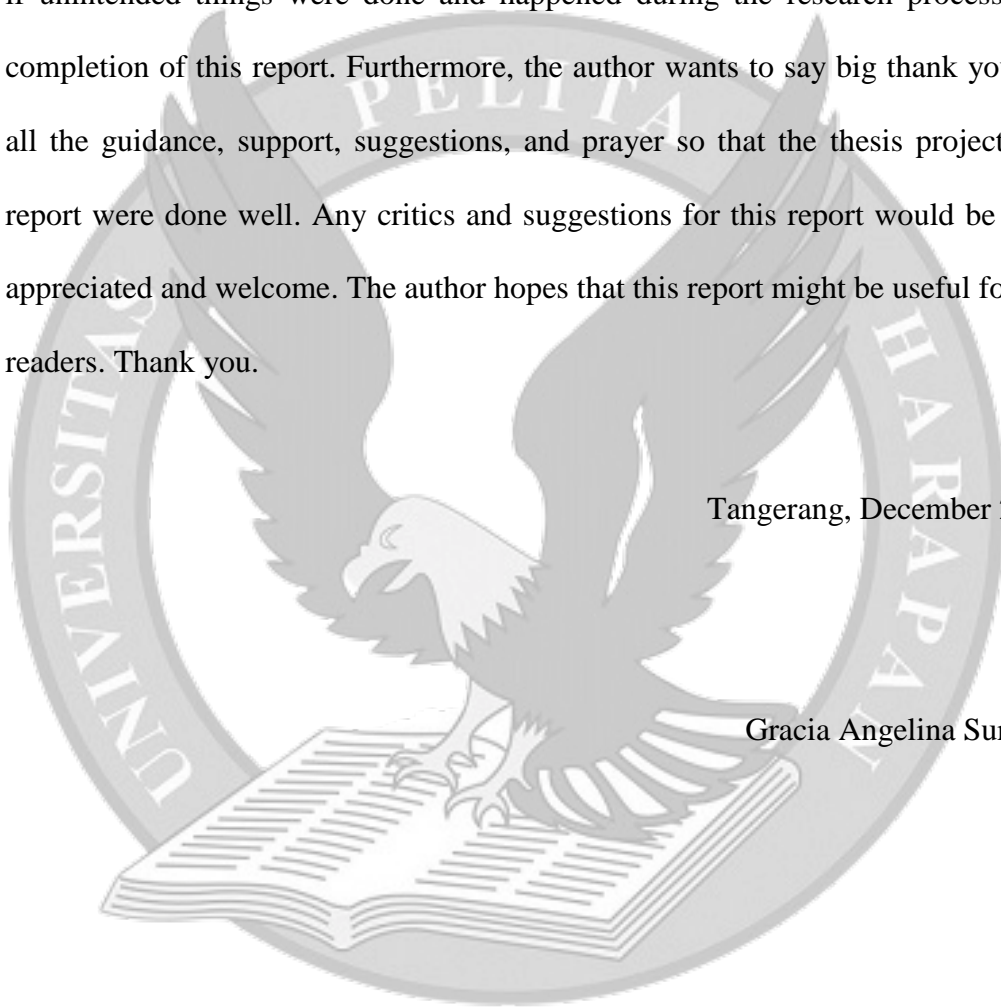 if unintended things were done and happened during the research process
completion of this report. Furthermore, the author wants to say big thank you
all the guidance, support, suggestions, and prayer so that the thesis project
report were done well. Any critics and suggestions for this report would be
appreciated and welcome. The author hopes that this report might be useful fo
readers. Thank you.
Tangerang, December
Gracia Angelina Sur
UNIVERSITAS PELITA HARAPAN